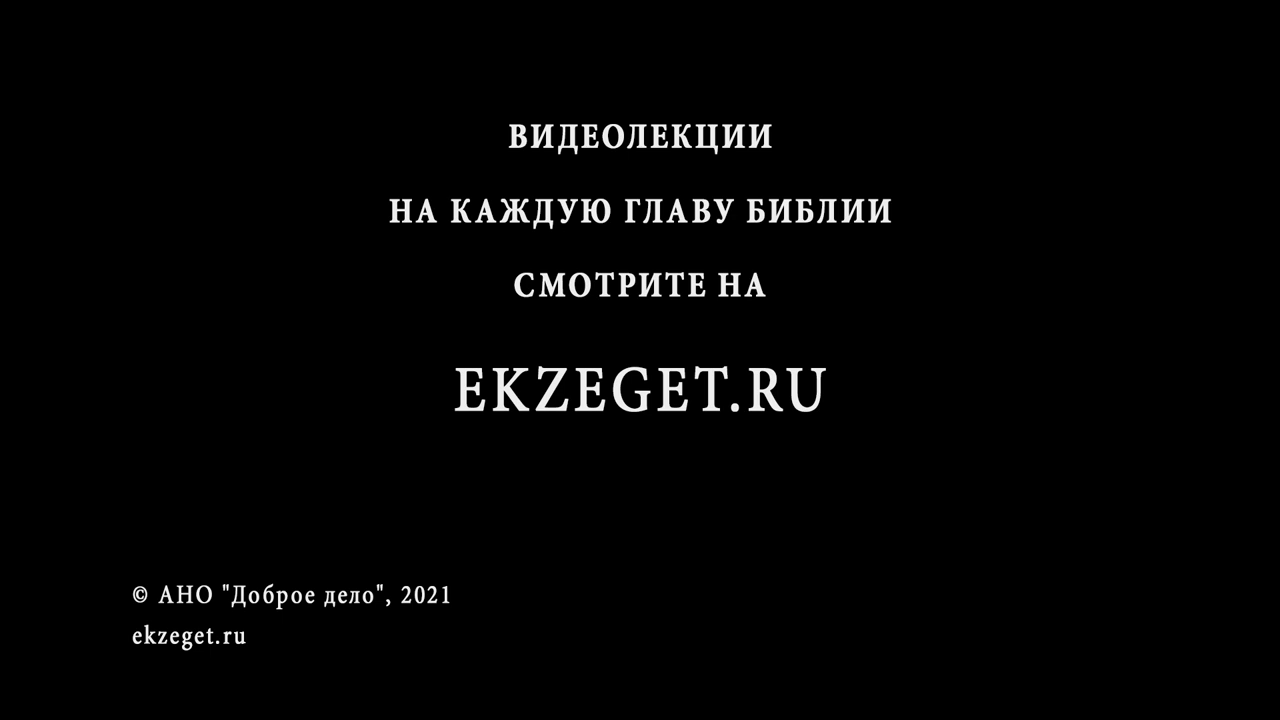 ВИДЕОЛЕКЦИИ
НА КАЖДУЮ ГЛАВУ БИБЛИИ
СМОТРИТЕ НА
EKZEGET.RU
© АНО "Доброе дело", 2021
ekzeget.ru